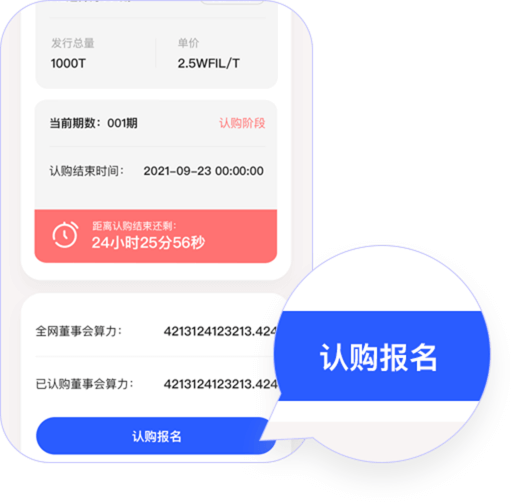 发行总量 单价
1000T 2.5WFIL/T
当前期数：001期 认购阶段
认购结束时间： 2021-09-23 00:00:00
距离认购结束还剩：
24小时25分56秒
全网董事会算力： 4213124123213.424
已认购董事会算力： 4213124123213.424
认购报名
认购报名